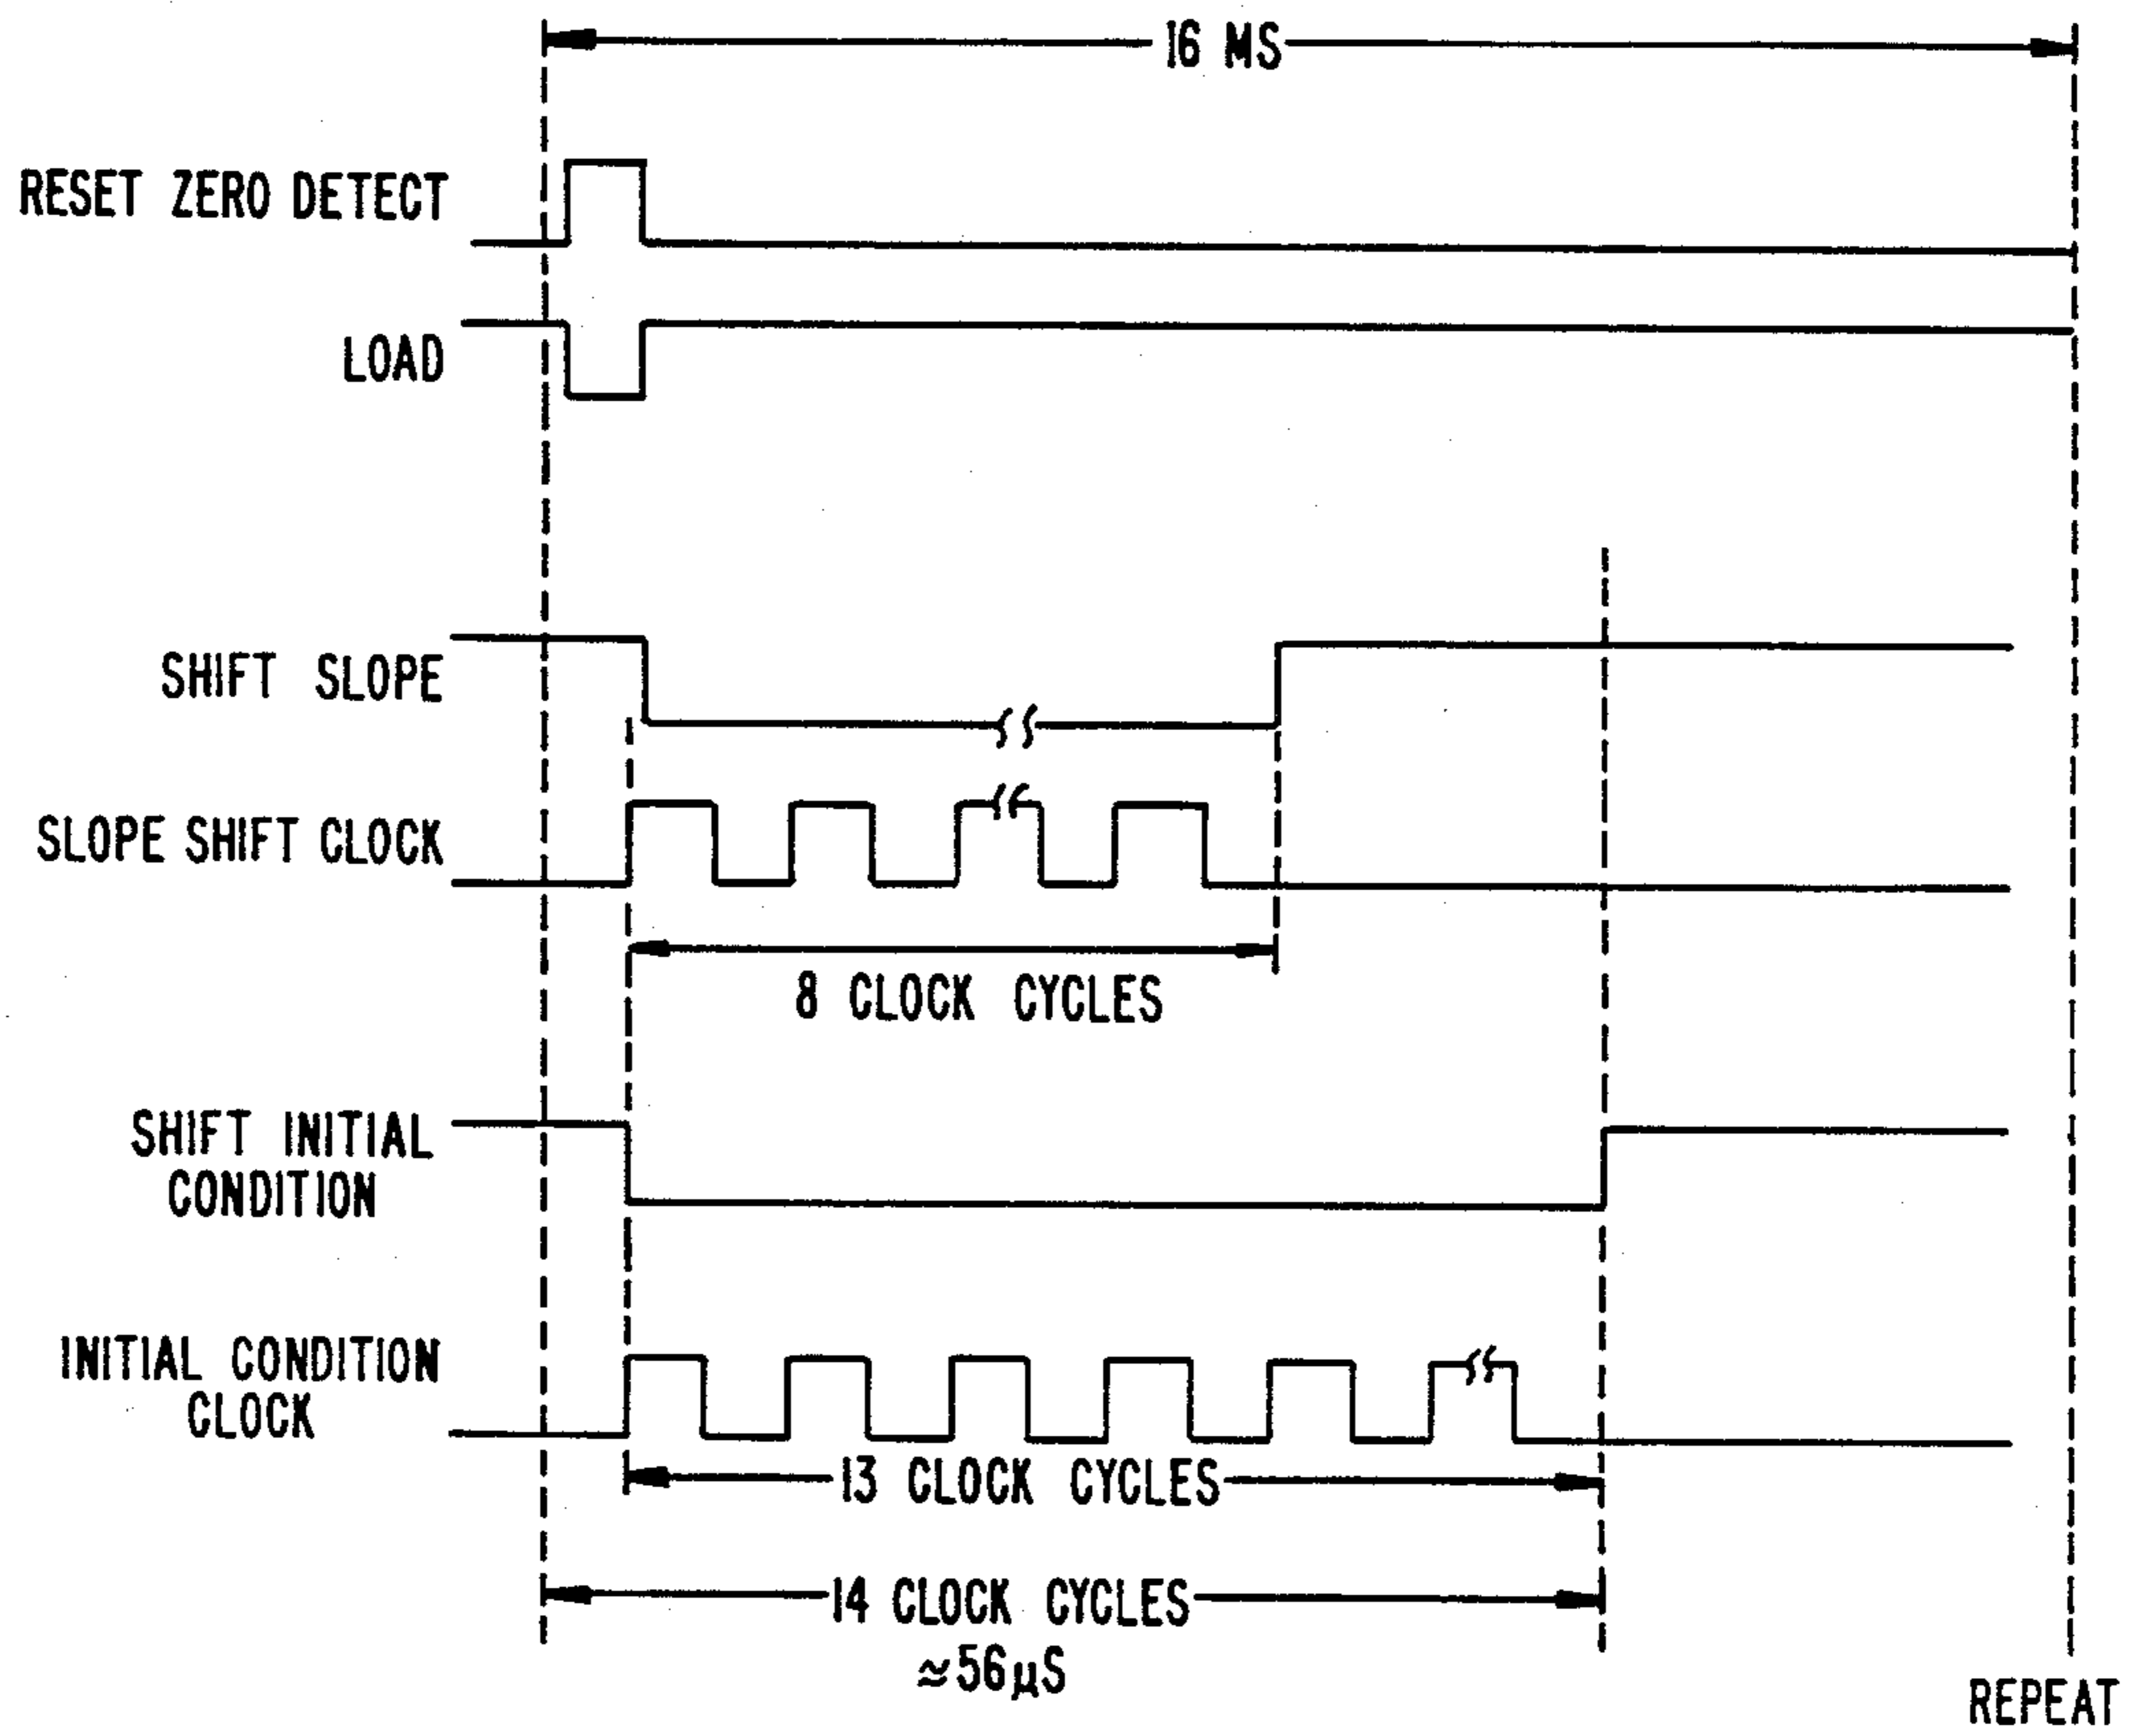 16 MS
RESET ZERO DETECT
LOAD
SHIFT SLOPE
SLOPE SHIFT CLOCK
8 CLOCK CYCLES
SHIFT INITIAL
CONDITION
INITIAL CONDITION
CLOCK
13 CLOCK CYCLES
14 CLOCK CYCLES
≈56μS
REPEAT